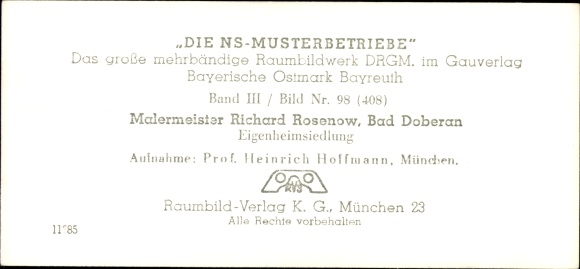 „DIE NS-MUSTERBETRIEBE“
Das große mehrbändige Raumbildwerk DRGM. im Gauverlag
Bayerische Ostmark Bayreuth
Band III / Bild Nr. 98 (408)
Malermeister Richard Rosenow, Bad Doberan
Eigenheimsiedlung
Aufnahme: Prof. Heinrich Hoffmann, München.
RVS
Raumbild-Verlag K. G., München 23
Alle Rechte vorbehalten
11°85